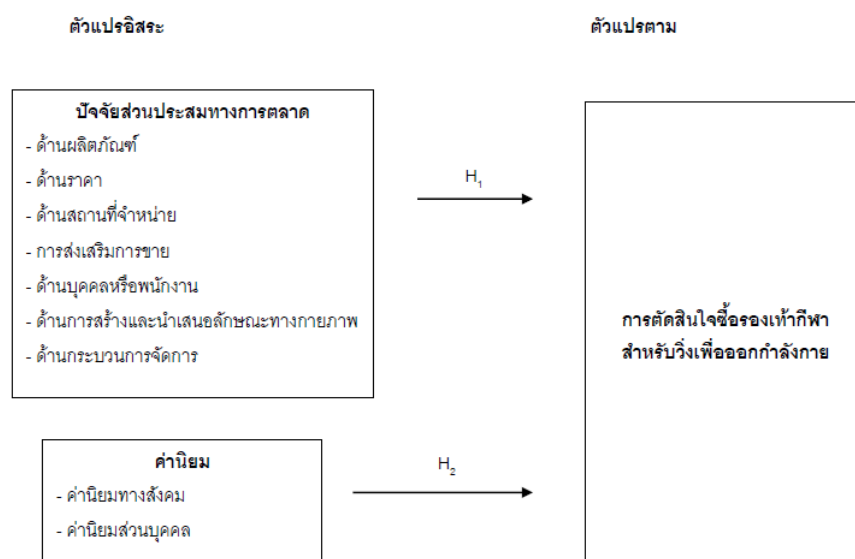 ตัวแปรอิสระ
ตัวแปรตาม
ปัจจัยส่วนประสมทางการตลาด
- ด้านผลิตภัณฑ์
- ด้านราคา
- ด้านสถานที่จำหน่าย
- การส่งเสริมการขาย
- ด้านบุคคลหรือพนักงาน
- ด้านการสร้างและนำเสนอลักษณะทางกายภาพ
- ด้านกระบวนการจัดการ
H₁
การตัดสินใจซื้อรองเท้ากีฬา
สำหรับวิ่งเพื่อออกกำลังกาย
ค่านิยม
- ค่านิยมทางสังคม
- ค่านิยมส่วนบุคคล
H₂